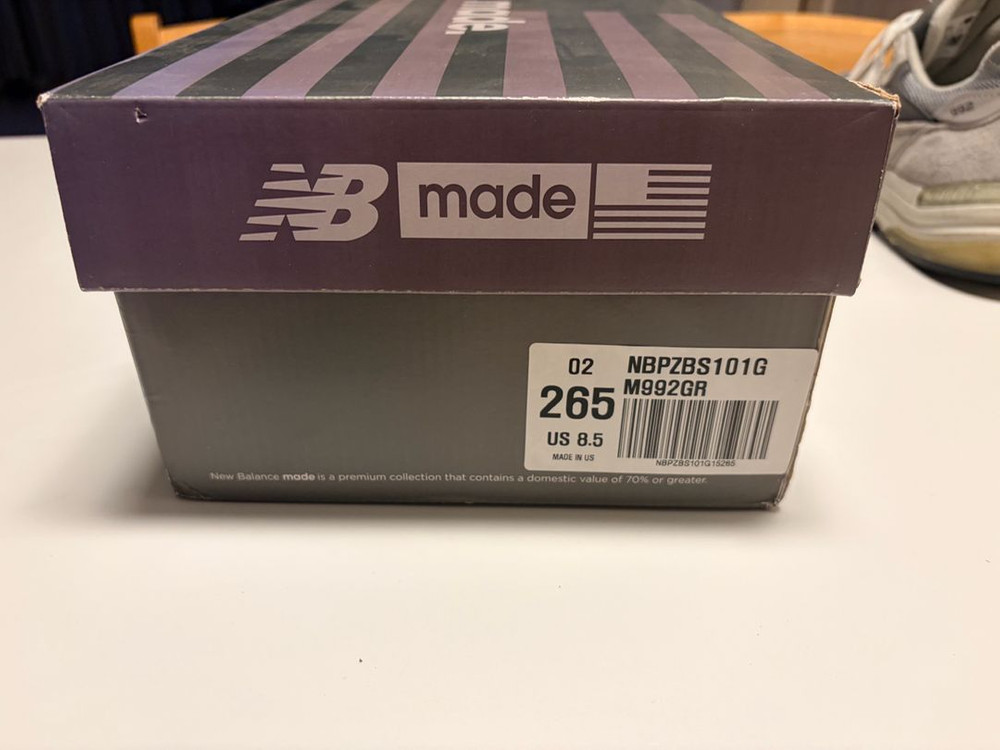 made
NB made
02 NBPZBS101G
265 M992GR
US 8.5
MADE IN US
NBPZBS101G15265
New Balance made is a premium collection that contains a domestic value of 70% or greater.
992